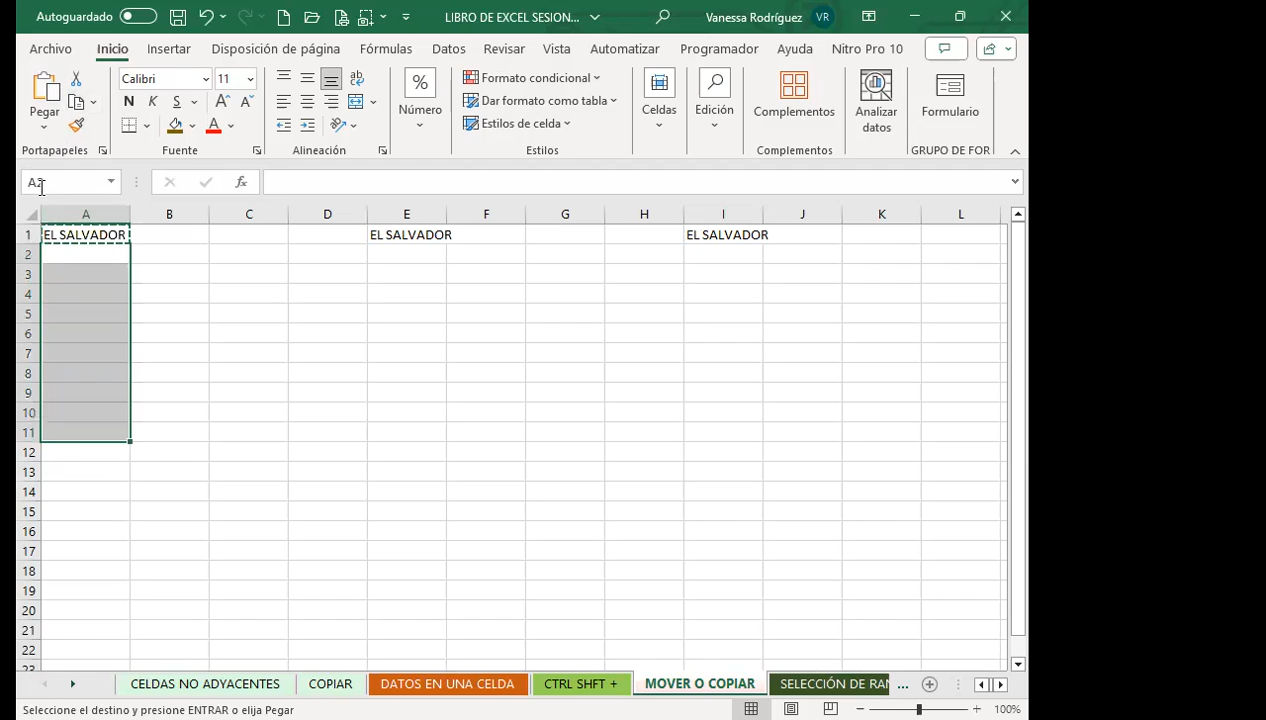 Autoguardado LIBRO DE EXCEL SESION... Vanessa Rodríguez VR
Archivo Inicio Insertar Disposición de página Fórmulas Datos Revisar Vista Automatizar Programador Ayuda Nitro Pro 10
Pegar
Portapapeles
Calibri 11
N K S
Fuente
Alineación
%
Número
Formato condicional
Dar formato como tabla
Estilos de celda
Estilos
Celdas
Edición
Complementos
Complementos
Analizar
datos
Formulario
GRUPO DE FOR
A2 fx
A B C D E F G H I J K L
1 EL SALVADOR EL SALVADOR EL SALVADOR
2
3
4
5
6
7
8
9
10
11
12
13
14
15
16
17
18
19
20
21
22
23
CELDAS NO ADYACENTES COPIAR DATOS EN UNA CELDA CTRL SHFT + MOVER O COPIAR SELECCIÓN DE RAN ...
Seleccione el destino y presione ENTRAR o elija Pegar 100%